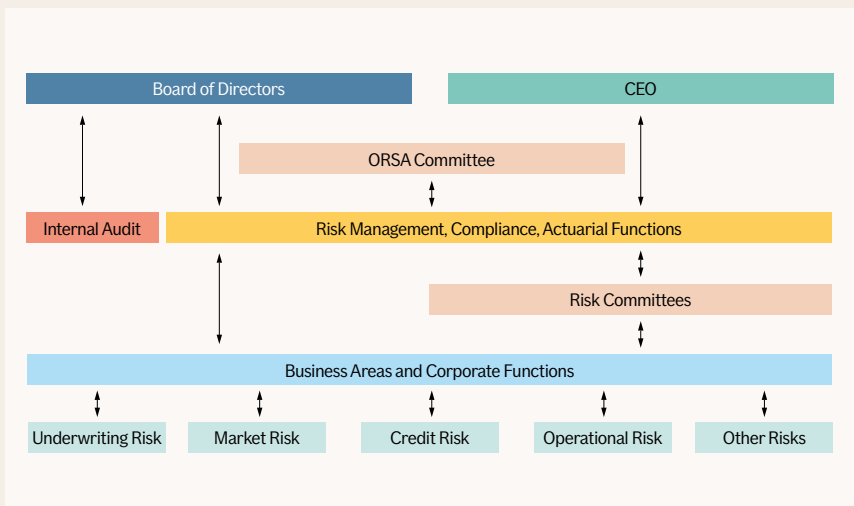 Board of Directors
CEO
ORSA Committee
Internal Audit
Risk Management, Compliance, Actuarial Functions
Risk Committees
Business Areas and Corporate Functions
Underwriting Risk
Market Risk
Credit Risk
Operational Risk
Other Risks